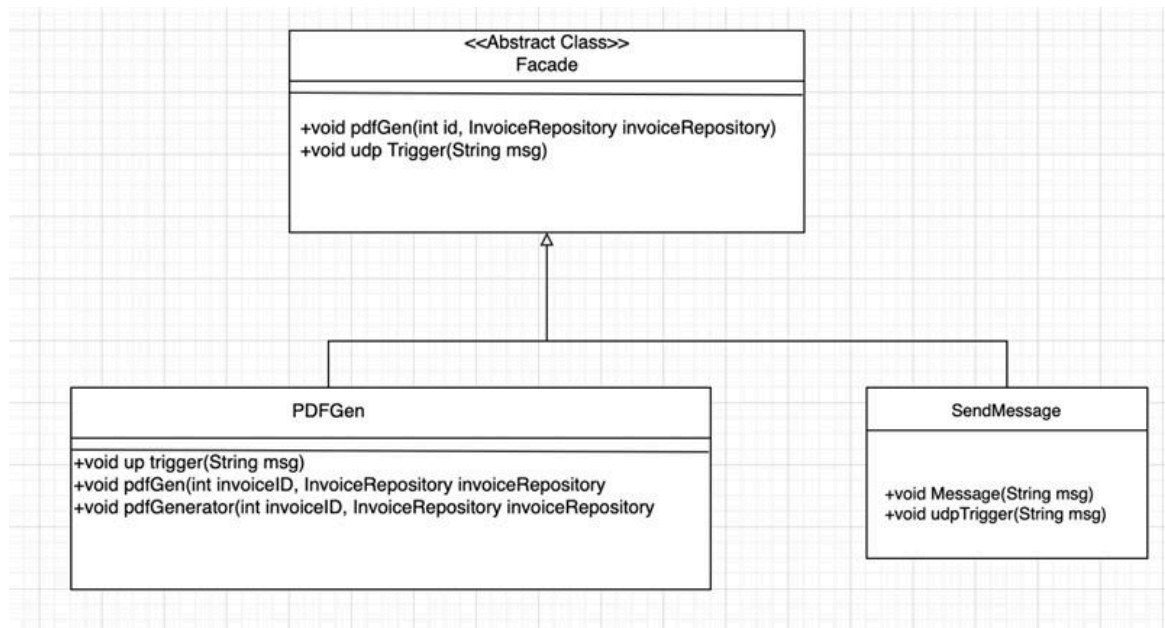 <<Abstract Class>>
Facade
+void pdfGen(int id, InvoiceRepository invoiceRepository)
+void udp Trigger(String msg)
PDFGen
+void up trigger(String msg)
+void pdfGen(int invoiceID, InvoiceRepository invoiceRepository
+void pdfGenerator(int invoiceID, InvoiceRepository invoiceRepository
SendMessage
+void Message(String msg)
+void udpTrigger(String msg)